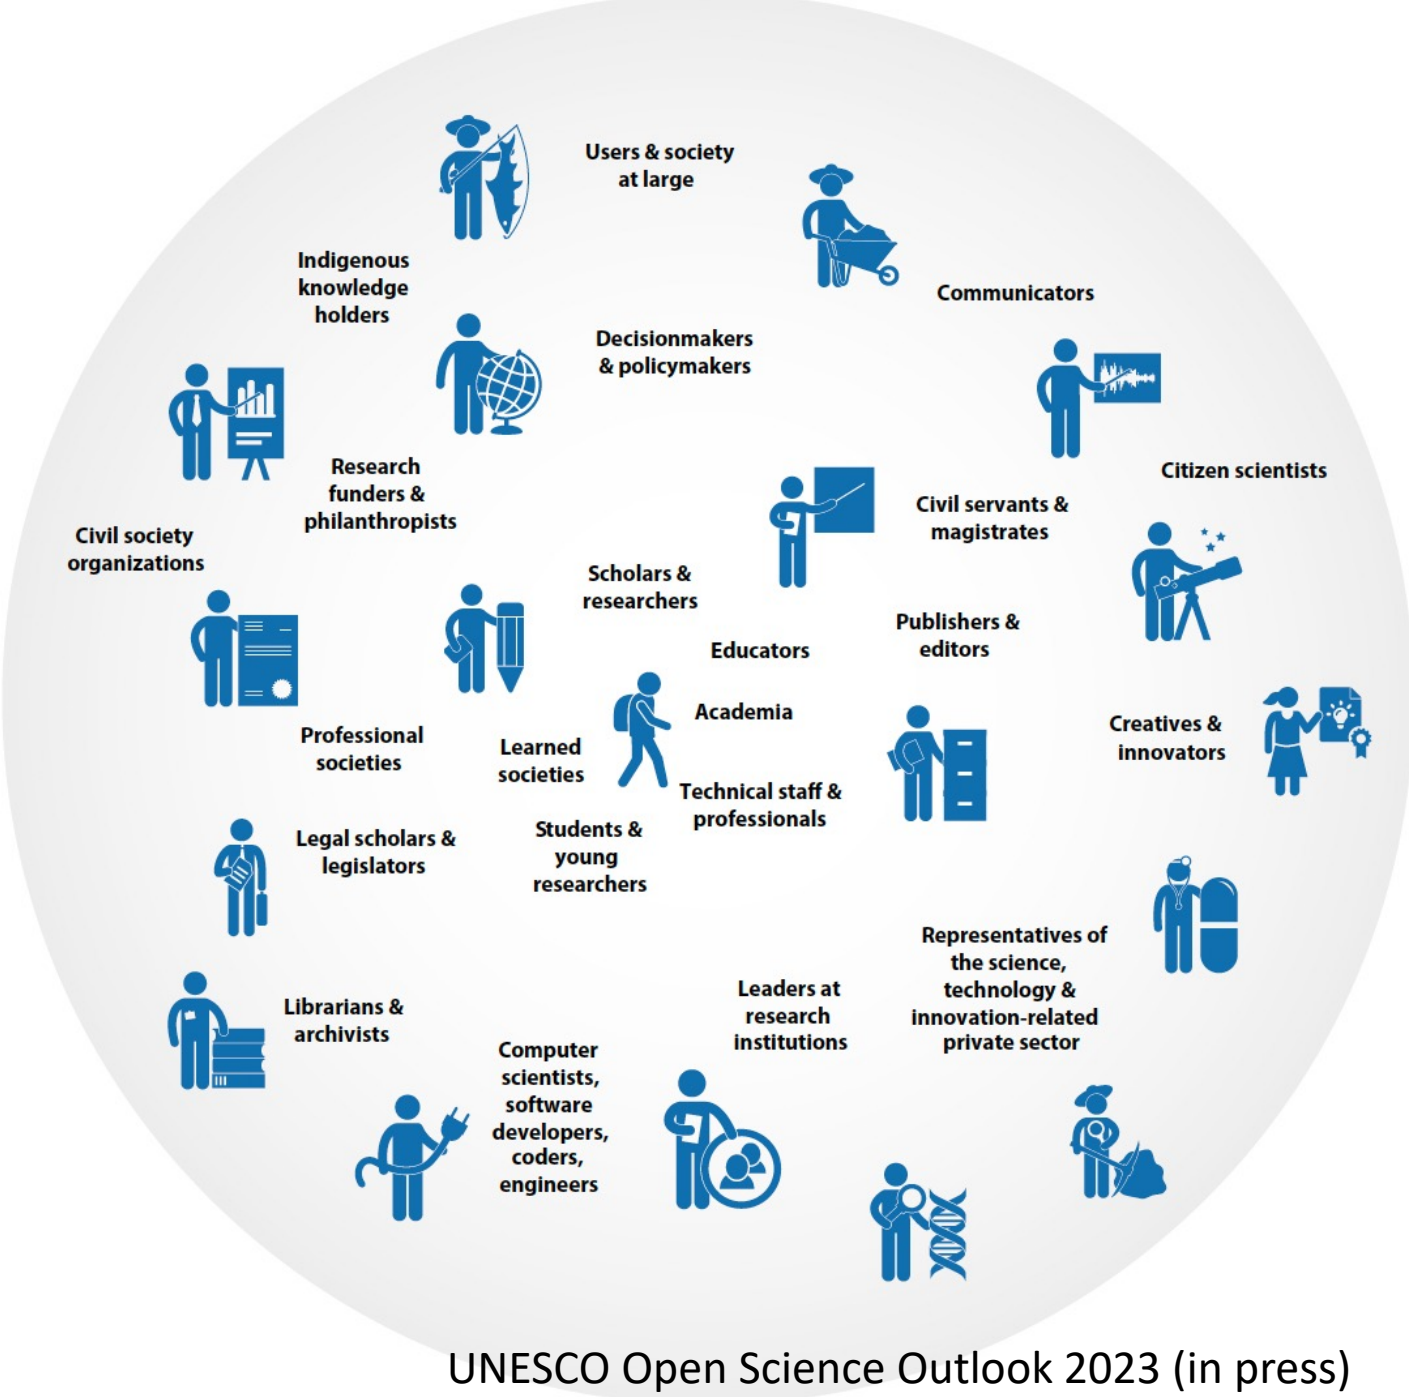 Users & society
at large
Indigenous
knowledge
holders
Communicators
Decisionmakers
& policymakers
Research
funders &
philanthropists
Citizen scientists
Civil servants &
magistrates
Civil society
organizations
Scholars &
researchers
Publishers &
editors
Educators
Academia
Creatives &
innovators
Professional
societies
Learned
societies
Technical staff &
professionals
Students &
young
researchers
Legal scholars &
legislators
Representatives of
the science,
technology &
innovation-related
private sector
Leaders at
research
institutions
Librarians &
archivists
Computer
scientists,
software
developers,
coders,
engineers
UNESCO Open Science Outlook 2023 (in press)